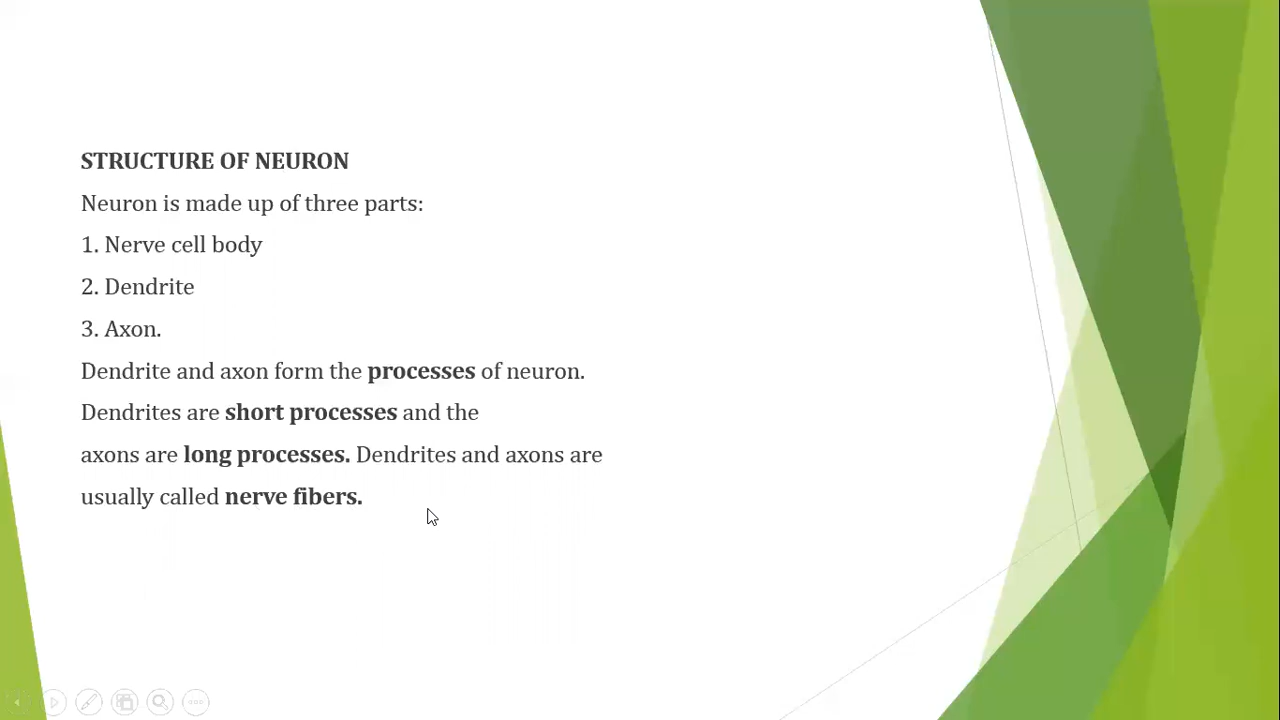 STRUCTURE OF NEURON
Neuron is made up of three parts:
1. Nerve cell body
2. Dendrite
3. Axon.
Dendrite and axon form the processes of neuron.
Dendrites are short processes and the
axons are long processes. Dendrites and axons are
usually called nerve fibers.